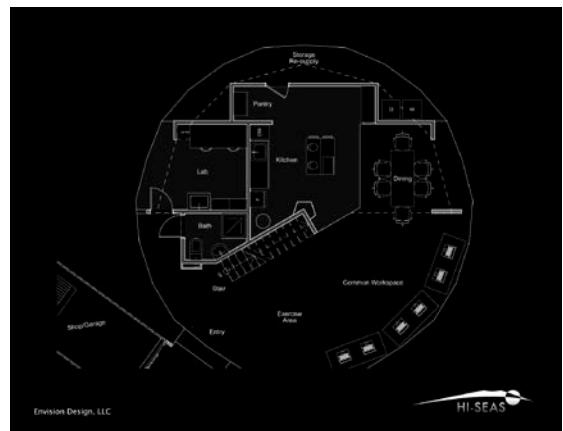 Storage
Re-supply
Pantry
Kitchen
Lab
Dining
Bath
Stair
Common Workspace
Exercise
Area
Entry
Shop/Garage
Envision Design, LLC
HI-SEAS